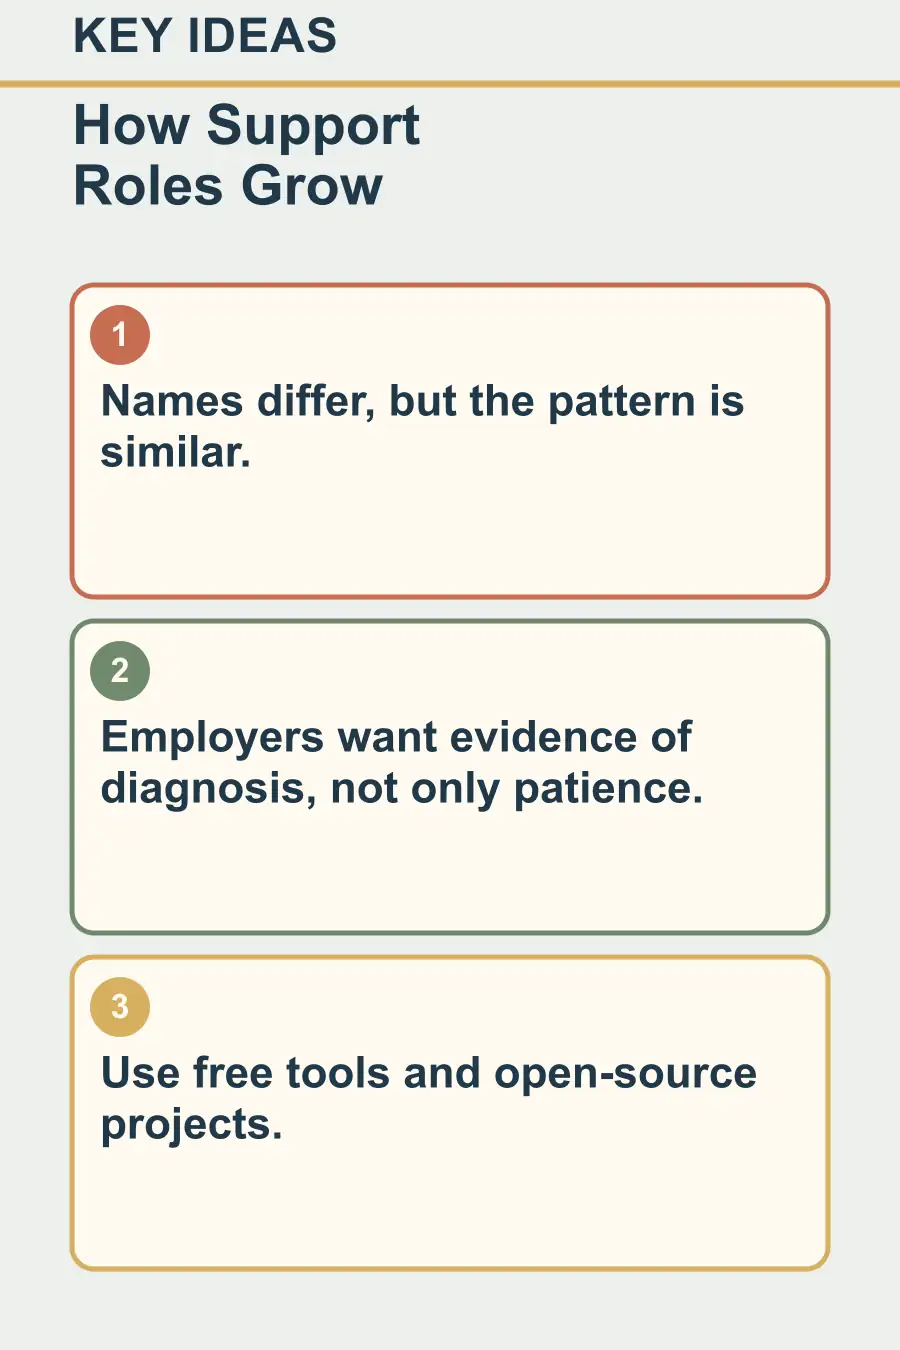 KEY IDEAS
How Support
Roles Grow
1
Names differ, but the pattern is
similar.
2
Employers want evidence of
diagnosis, not only patience.
3
Use free tools and open-source
projects.